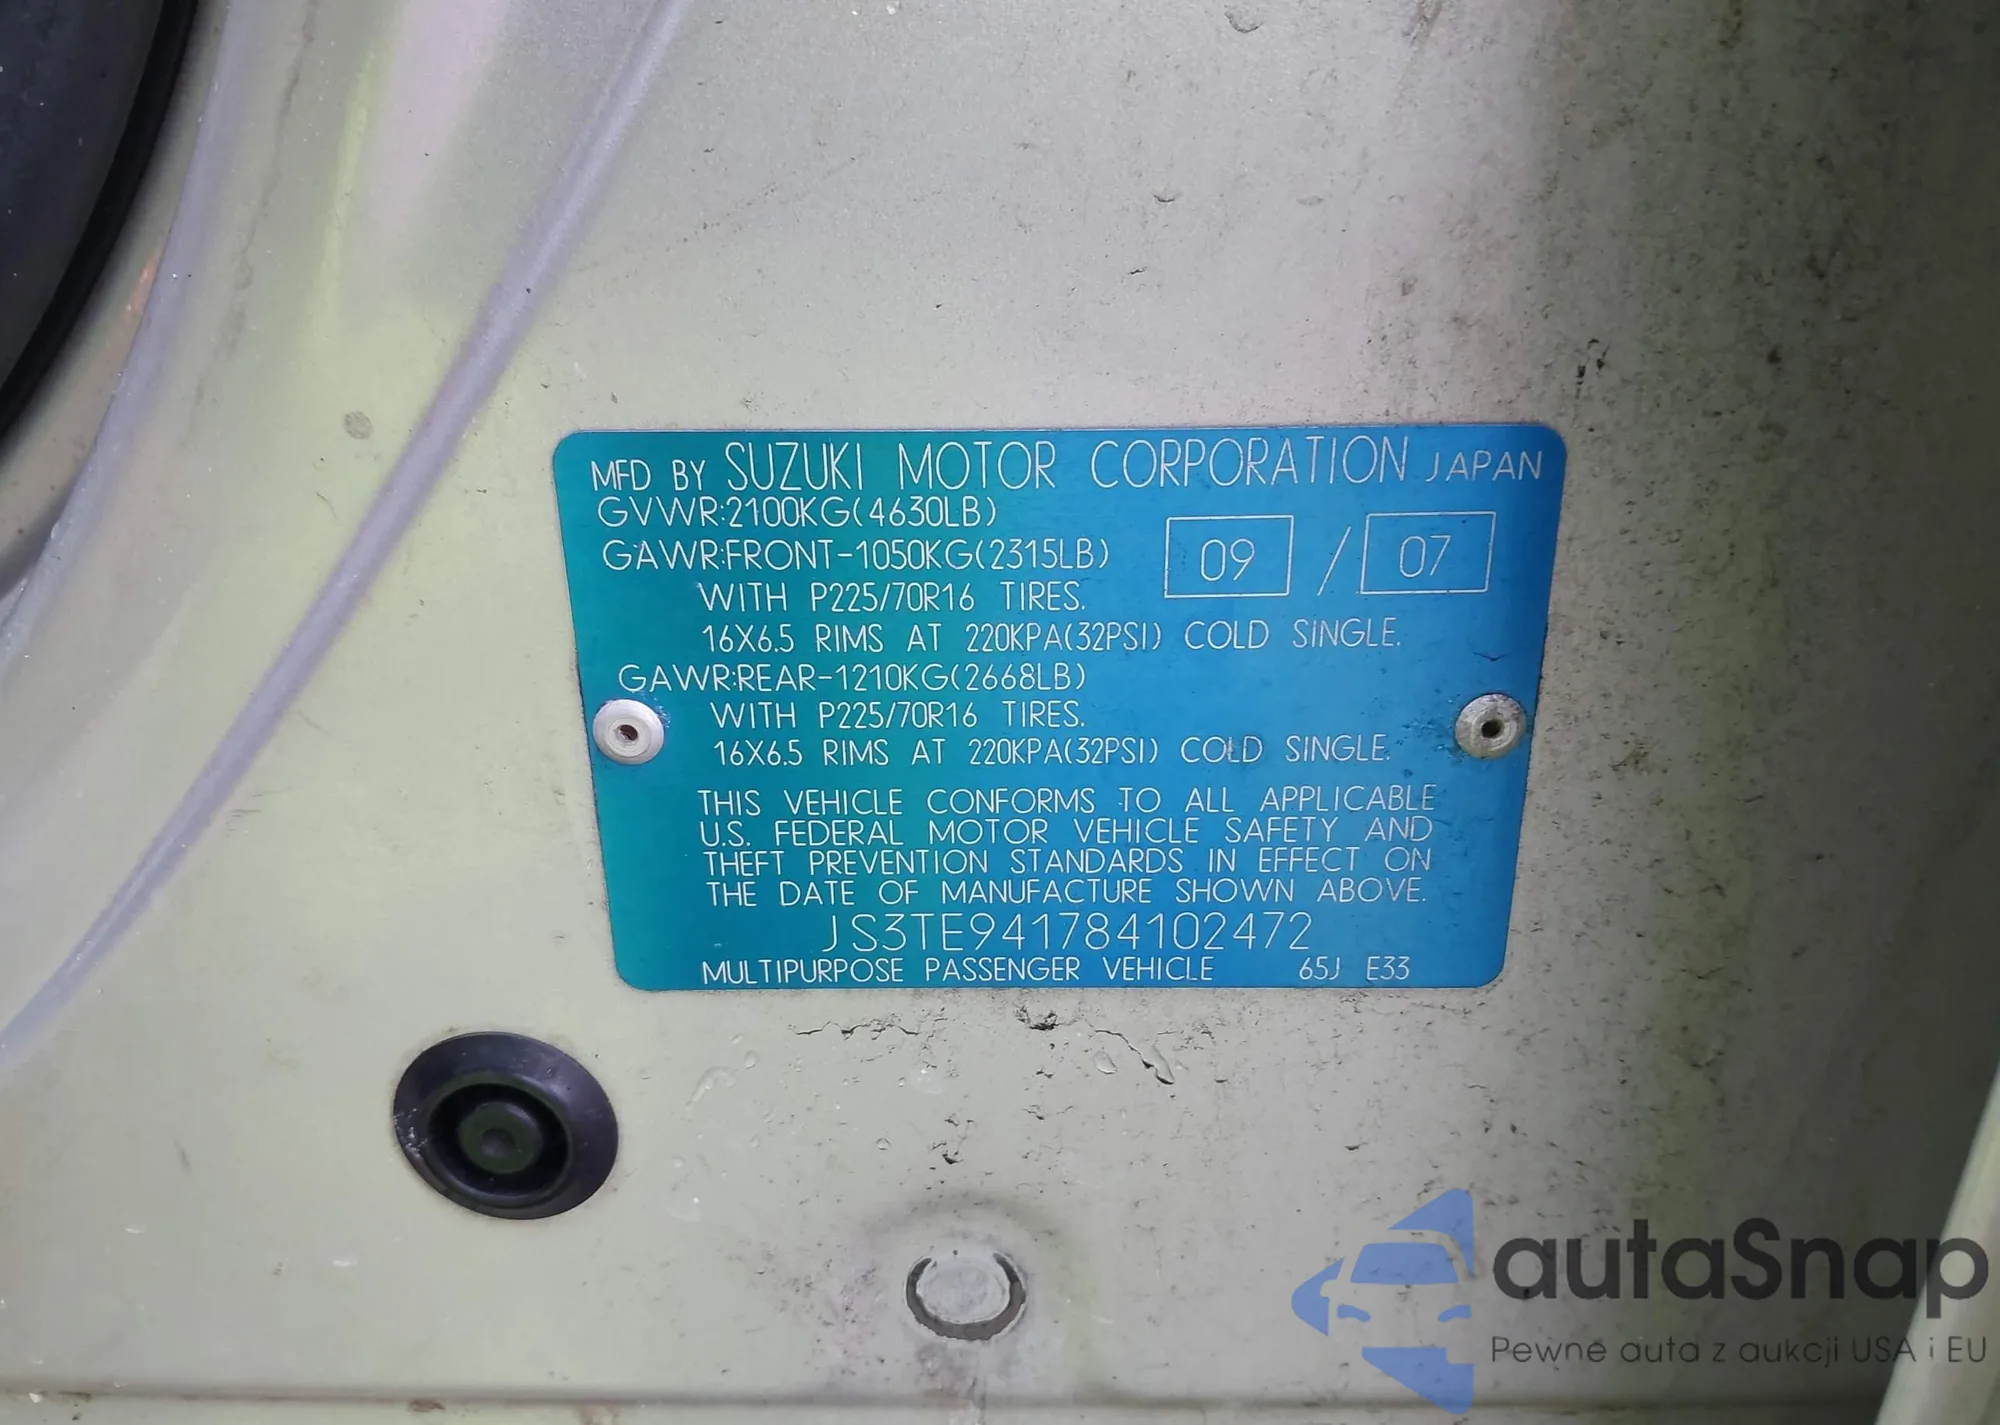 MFD BY SUZUKI MOTOR CORPORATION JAPAN
GVWR:2100KG(4630LB)
GAWR:FRONT-1050KG(2315LB)
09 / 07
WITH P225/70R16 TIRES.
16X6.5 RIMS AT 220KPA(32PSI) COLD SINGLE.
GAWR:REAR-1210KG(2668LB)
WITH P225/70R16 TIRES.
16X6.5 RIMS AT 220KPA(32PSI) COLD SINGLE.
THIS VEHICLE CONFORMS TO ALL APPLICABLE
U.S. FEDERAL MOTOR VEHICLE SAFETY AND
THEFT PREVENTION STANDARDS IN EFFECT ON
THE DATE OF MANUFACTURE SHOWN ABOVE.
JS3TE941784102472
MULTIPURPOSE PASSENGER VEHICLE 65J E33
autaSnap
Pewne auta z aukcji USA i EU